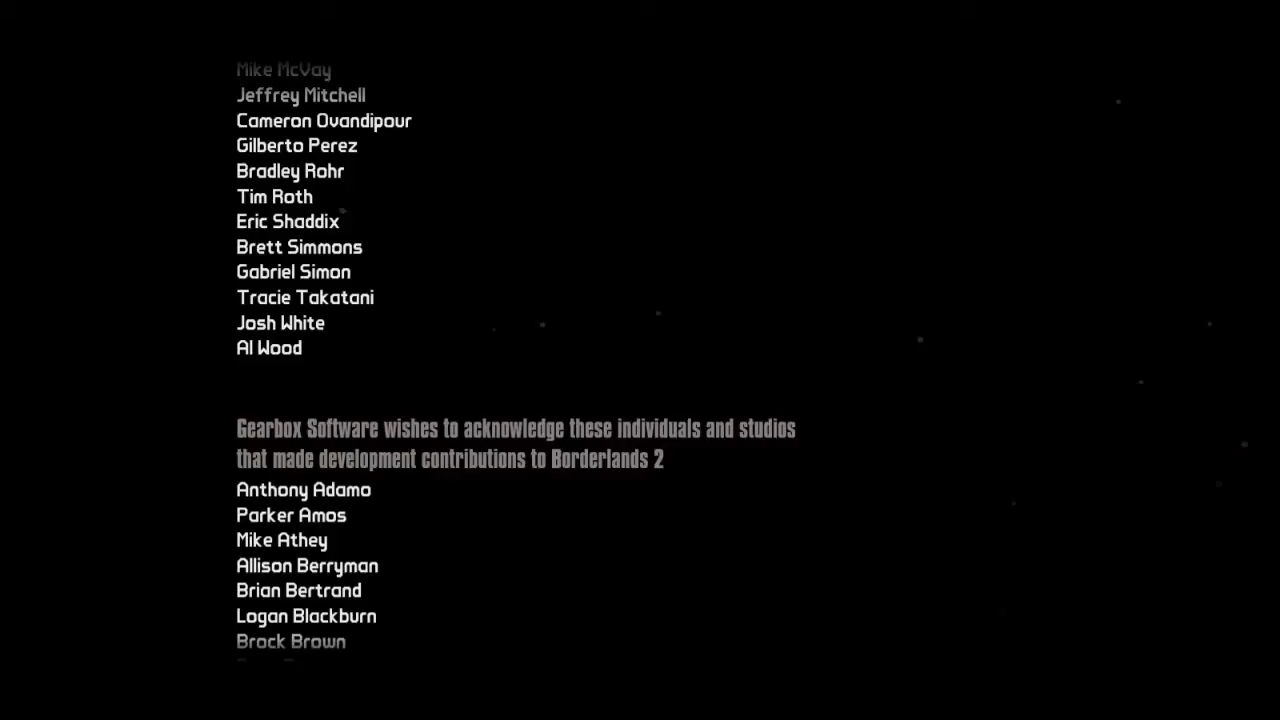 Mike McVay
Jeffrey Mitchell
Cameron Ovandipour
Gilberto Perez
Bradley Rohr
Tim Roth
Eric Shaddix
Brett Simmons
Gabriel Simon
Tracie Takatani
Josh White
Al Wood
Gearbox Software wishes to acknowledge these individuals and studios
that made development contributions to Borderlands 2
Anthony Adamo
Parker Amos
Mike Athey
Allison Berryman
Brian Bertrand
Logan Blackburn
Brock Brown